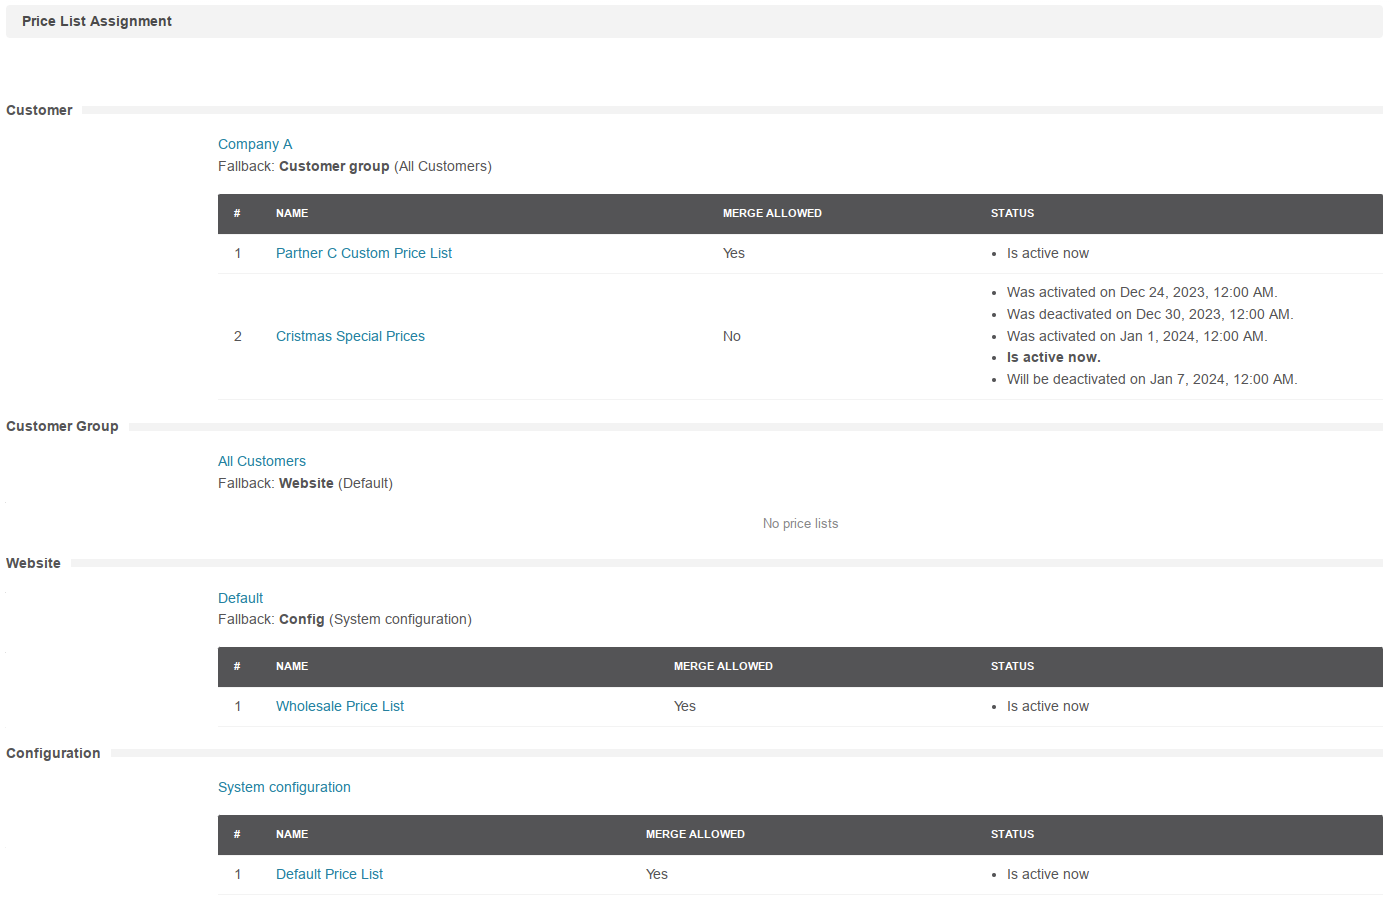 Price List Assignment
Customer
Company A
Fallback: Customer group (All Customers)
# NAME MERGE ALLOWED STATUS
1 Partner C Custom Price List Yes • Is active now
• Was activated on Dec 24, 2023, 12:00 AM.
• Was deactivated on Dec 30, 2023, 12:00 AM.
2 Cristmas Special Prices No • Was activated on Jan 1, 2024, 12:00 AM.
• Is active now.
• Will be deactivated on Jan 7, 2024, 12:00 AM.
Customer Group
All Customers
Fallback: Website (Default)
No price lists
Website
Default
Fallback: Config (System configuration)
# NAME MERGE ALLOWED STATUS
1 Wholesale Price List Yes • Is active now
Configuration
System configuration
# NAME MERGE ALLOWED STATUS
1 Default Price List Yes • Is active now